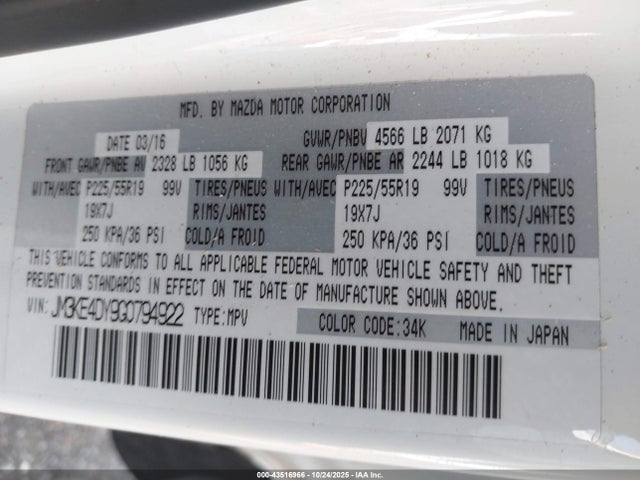 MFD. BY MAZDA MOTOR CORPORATION
DATE 03/16 GVWR/PNBV 4566 LB 2071 KG
FRONT GAWR/PNBE AV 2328 LB 1056 KG REAR GAWR/PNBE AR 2244 LB 1018 KG
WITH/AVEC P225/55R19 99V TIRES/PNEUS WITH/AVEC P225/55R19 99V TIRES/PNEUS
19X7J RIMS/JANTES 19X7J RIMS/JANTES
250 KPA/36 PSI COLD/A FROID 250 KPA/36 PSI COLD/A FROID
THIS VEHICLE CONFORMS TO ALL APPLICABLE FEDERAL MOTOR VEHICLE SAFETY AND THEFT
PREVENTION STANDARDS IN EFFECT ON THE DATE OF MANUFACTURE SHOWN ABOVE.
VIN: JM3KE4DY9G0794922 TYPE:MPV COLOR CODE:34K MADE IN JAPAN
000-43516966 - 10/24/2025 - IAAI.COM